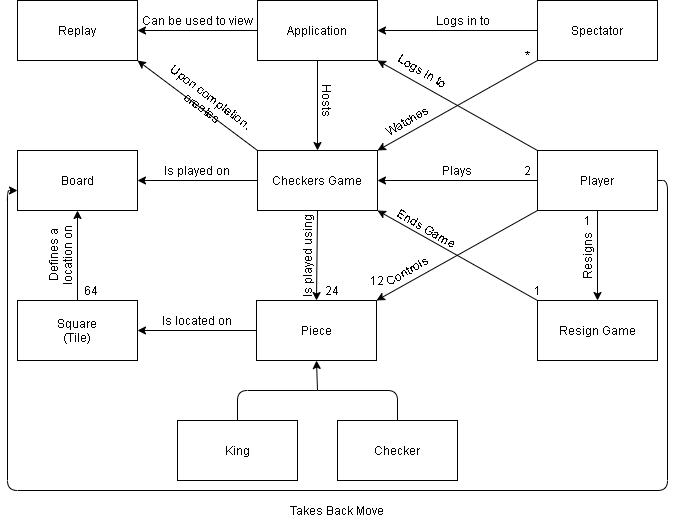 Replay
Can be used to view
Application
Logs in to
Spectator
*
Logs in to
Upon completion,
creates
Hosts
Watches
Board
Is played on
Checkers Game
Plays
2
Player
Defines a
location on
64
Is played using
24
Ends Game
12
Controls
1
Resigns
1
Square
(Tile)
Is located on
Piece
Resign Game
King
Checker
Takes Back Move